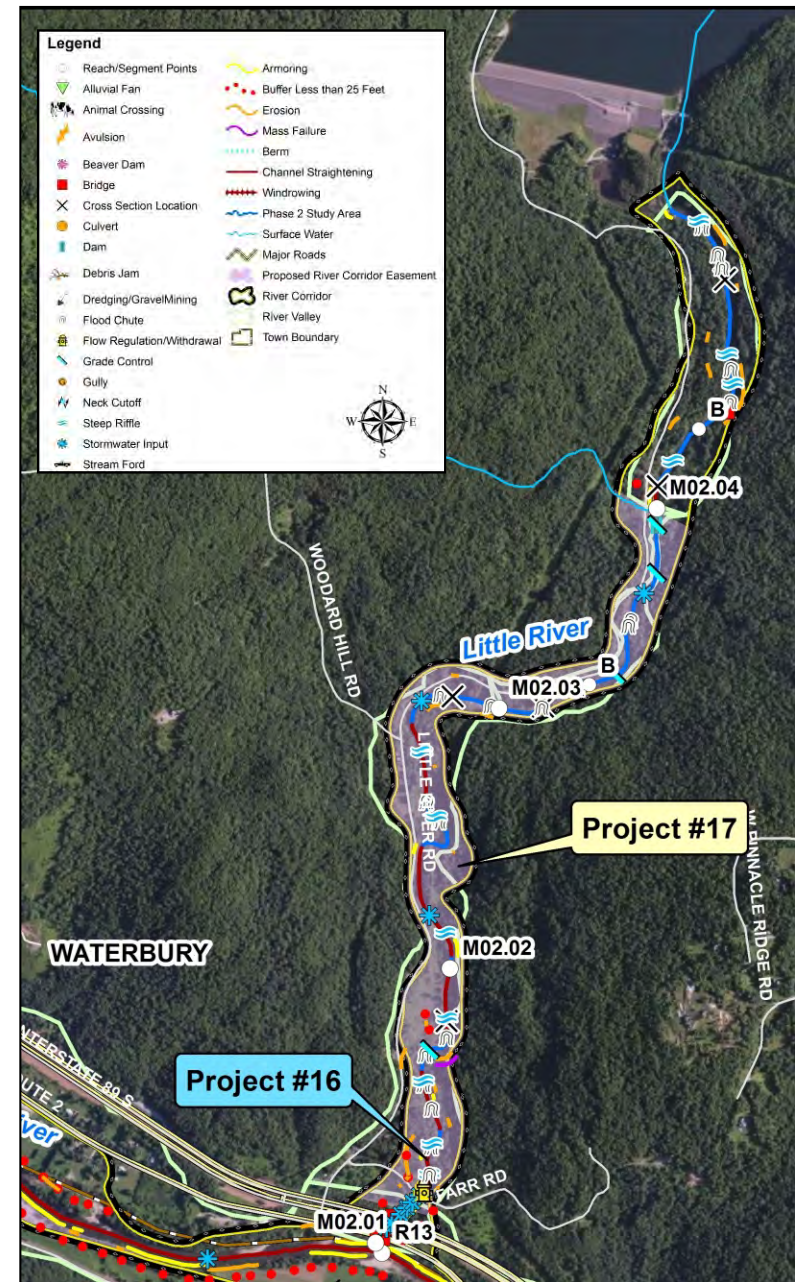 Legend
Reach/Segment Points
Alluvial Fan
Animal Crossing
Avulsion
Beaver Dam
Bridge
Cross Section Location
Culvert
Dam
Debris Jam
Dredging/GravelMining
Flood Chute
Flow Regulation/Withdrawal
Grade Control
Gully
Neck Cutoff
Steep Riffle
Stormwater Input
Stream Ford
Armoring
Buffer Less than 25 Feet
Erosion
Mass Failure
Berm
Channel Straightening
Windrowing
Phase 2 Study Area
Surface Water
Major Roads
Proposed River Corridor Easement
River Corridor
River Valley
Town Boundary
N
W E
S
B
M02.04
WOODARD HILL RD
Little River
B
M02.03
LITTLE RIVER RD
Project #17
W PINNACLE RIDGE RD
WATERBURY
M02.02
INTERSTATE 89 S
Project #16
FARR RD
M02.01
R13